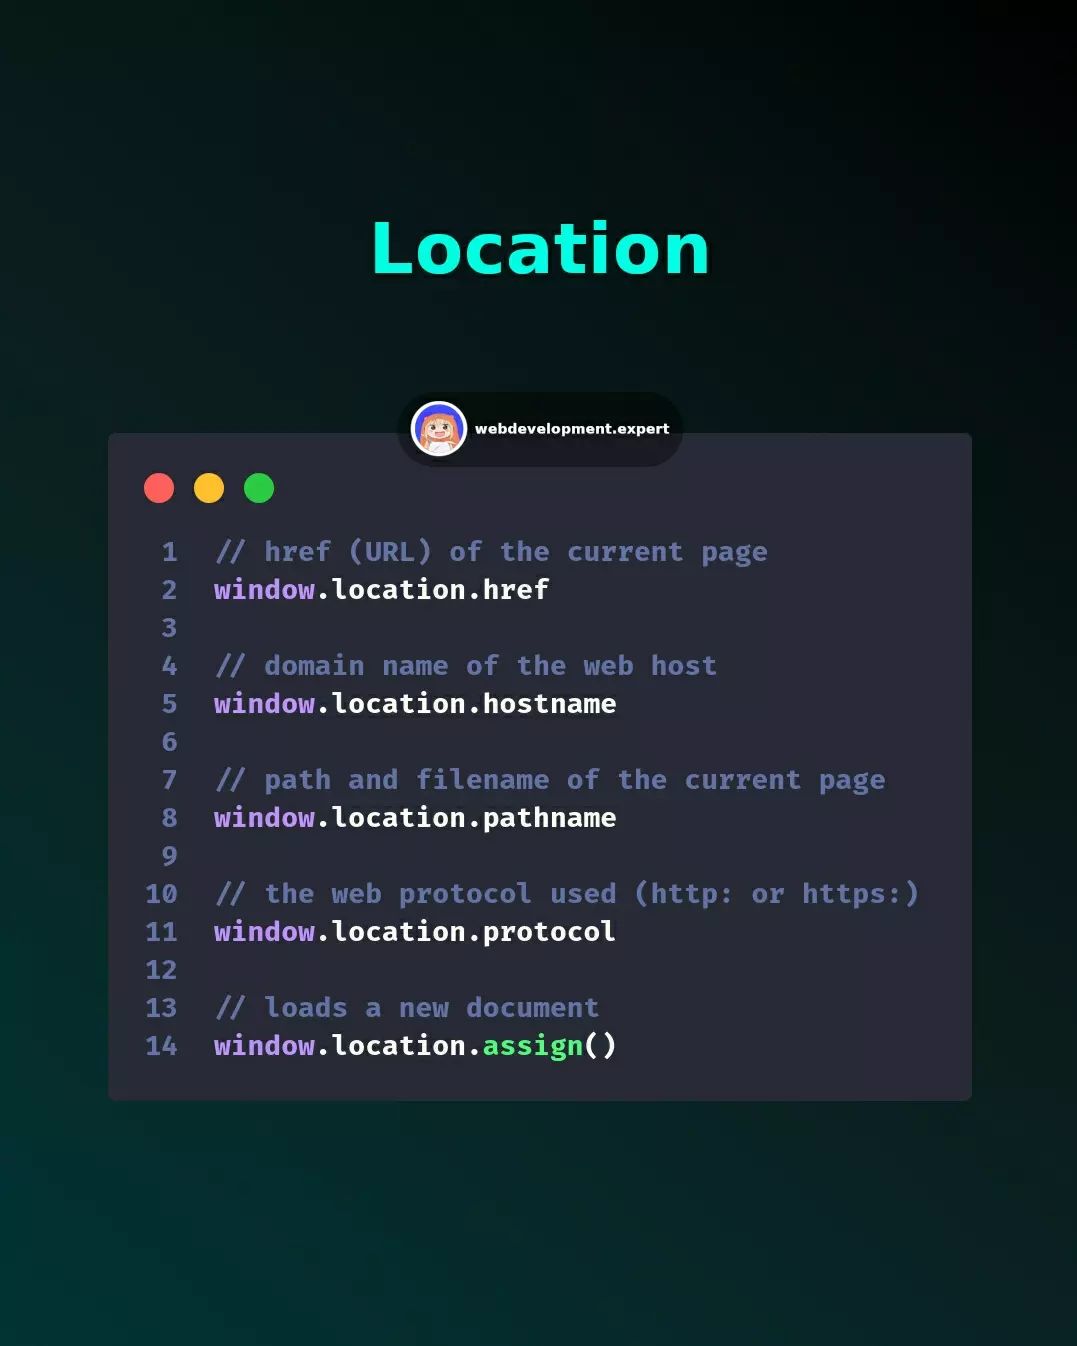 Location
webdevelopment.expert
1 // href (URL) of the current page
2 window.location.href
3
4 // domain name of the web host
5 window.location.hostname
6
7 // path and filename of the current page
8 window.location.pathname
9
10 // the web protocol used (http: or https:)
11 window.location.protocol
12
13 // loads a new document
14 window.location.assign()